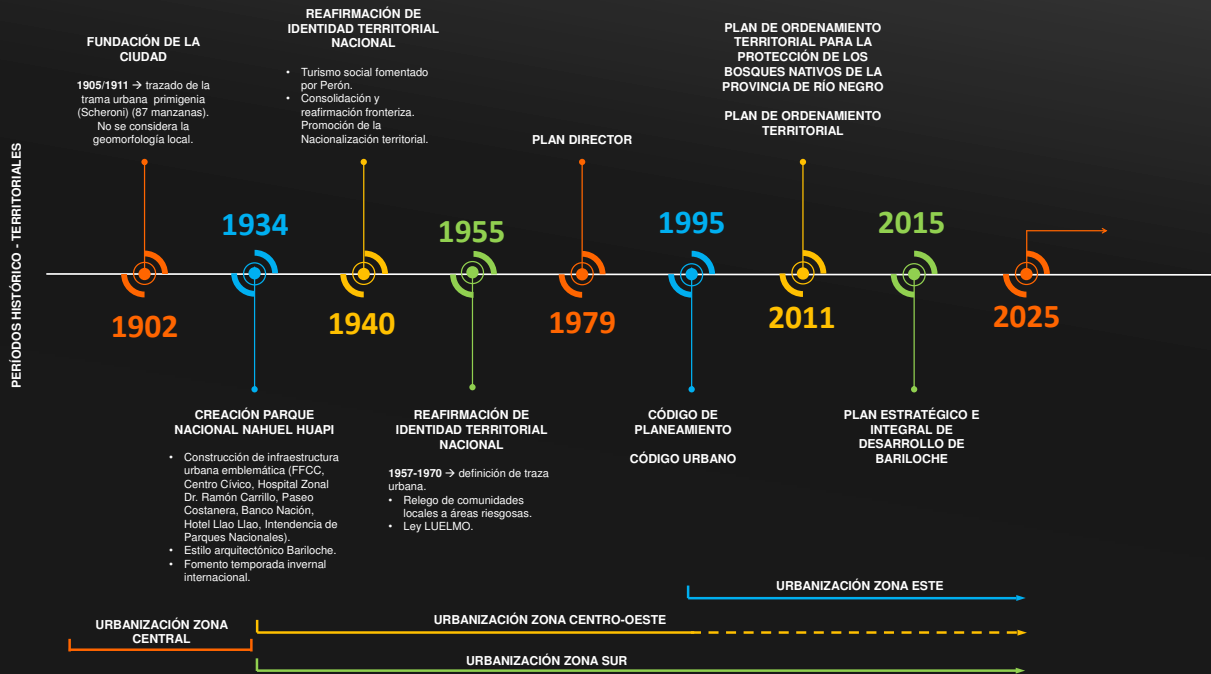 PERÍODOS HISTÓRICO - TERRITORIALES
FUNDACIÓN DE LA
CIUDAD
1905/1911 → trazado de la
trama urbana primigenia
(Scheroni) (87 manzanas).
No se considera la
geomorfología local.
1902
1934
CREACIÓN PARQUE
NACIONAL NAHUEL HUAPI
• Construcción de infraestructura
urbana emblemática (FFCC,
Centro Cívico, Hospital Zonal
Dr. Ramón Carrillo, Paseo
Costanera, Banco Nación,
Hotel Llao Llao, Intendencia de
Parques Nacionales).
• Estilo arquitectónico Bariloche.
• Fomento temporada invernal
internacional.
REAFIRMACIÓN DE
IDENTIDAD TERRITORIAL
NACIONAL
• Turismo social fomentado
por Perón.
• Consolidación y
reafirmación fronteriza.
Promoción de la
Nacionalización territorial.
1940
1955
REAFIRMACIÓN DE
IDENTIDAD TERRITORIAL
NACIONAL
1957-1970 → definición de traza
urbana.
• Relego de comunidades
locales a áreas riesgosas.
• Ley LUELMO.
PLAN DIRECTOR
1979
1995
CÓDIGO DE
PLANEAMIENTO
CÓDIGO URBANO
PLAN DE ORDENAMIENTO
TERRITORIAL PARA LA
PROTECCIÓN DE LOS
BOSQUES NATIVOS DE LA
PROVINCIA DE RÍO NEGRO
PLAN DE ORDENAMIENTO
TERRITORIAL
2011
2015
PLAN ESTRATÉGICO E
INTEGRAL DE
DESARROLLO DE
BARILOCHE
2025
URBANIZACIÓN ZONA ESTE
URBANIZACIÓN ZONA
CENTRAL
URBANIZACIÓN ZONA CENTRO-OESTE
URBANIZACIÓN ZONA SUR